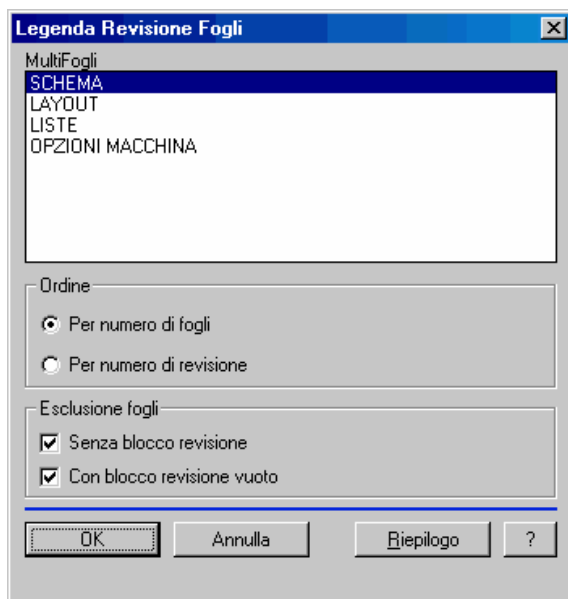 Legenda Revisione Fogli
MultiFogli
SCHEMA
LAYOUT
LISTE
OPZIONI MACCHINA
Ordine
Per numero di fogli
Per numero di revisione
Esclusione fogli
Senza blocco revisione
Con blocco revisione vuoto
OK Annulla Riepilogo ?